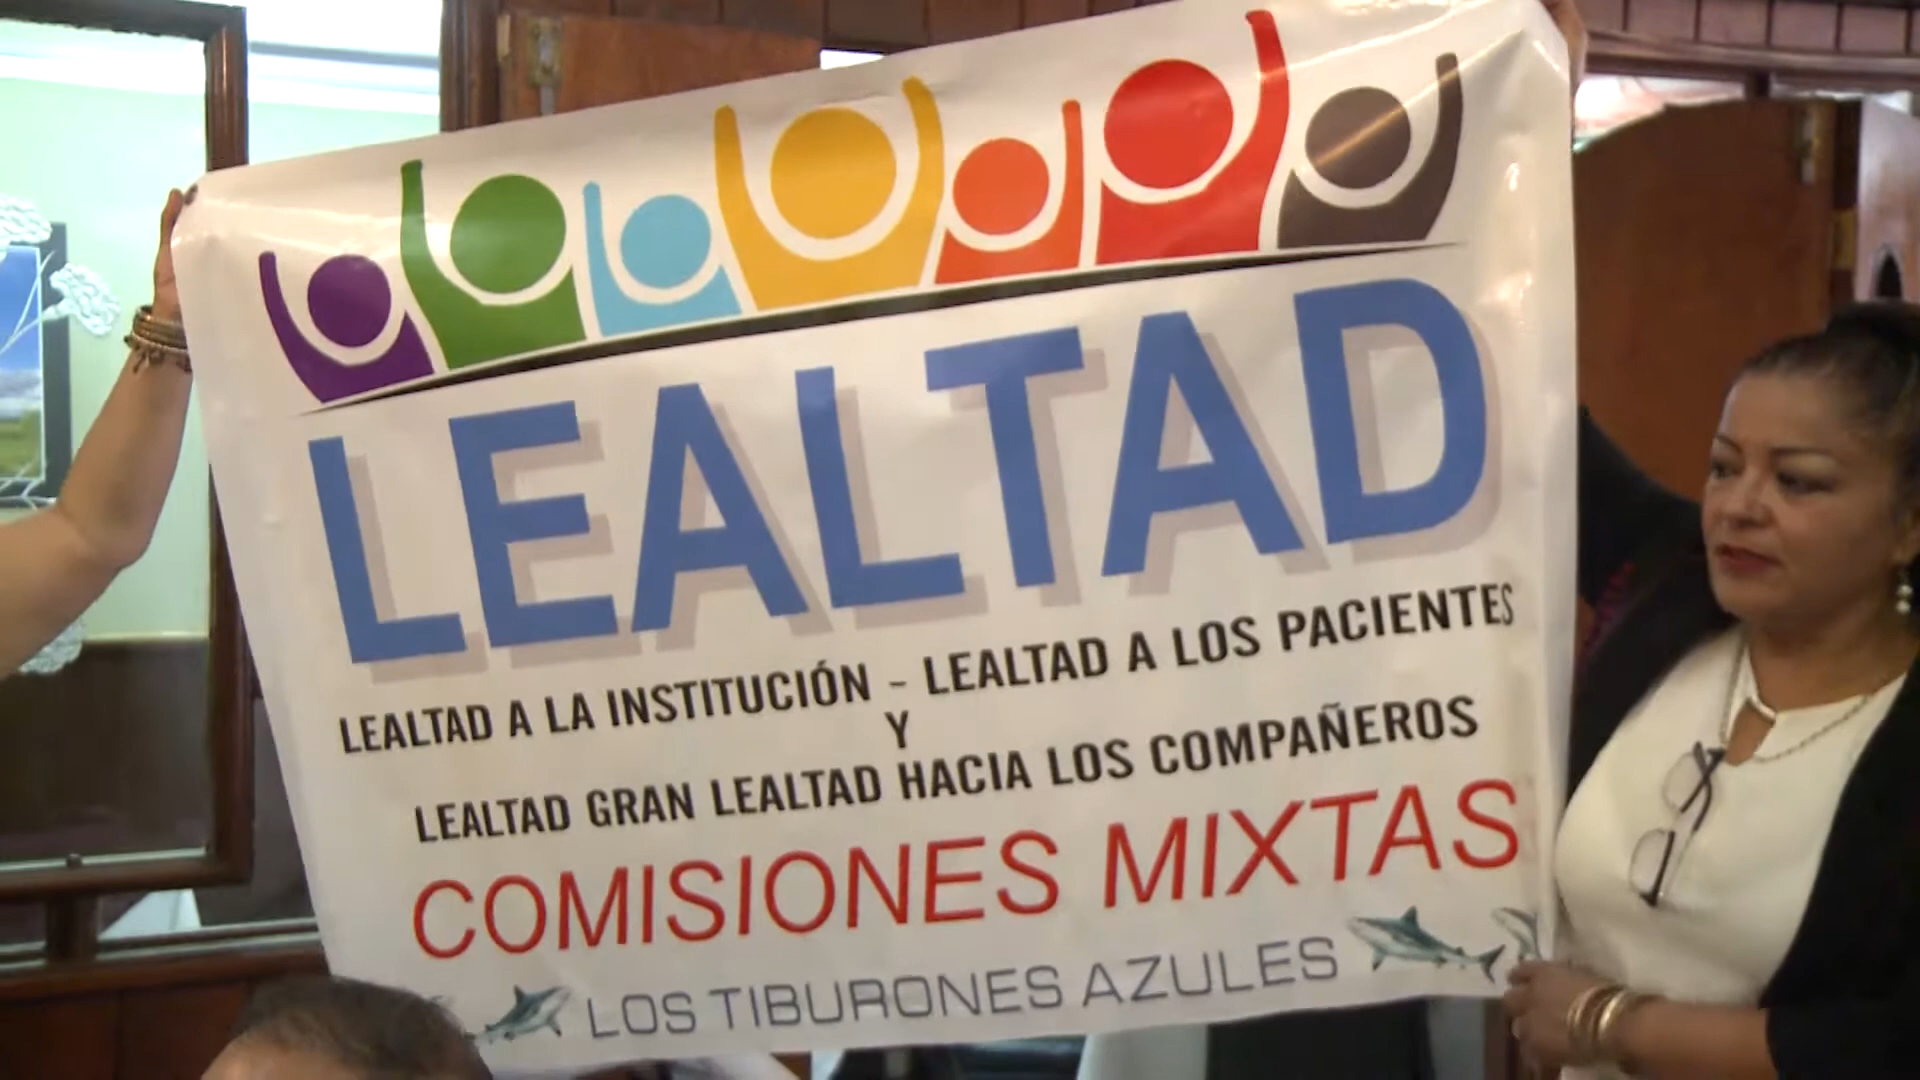 LEALTAD
LEALTAD A LA INSTITUCIÓN - LEALTAD A LOS PACIENTES
Y
LEALTAD GRAN LEALTAD HACIA LOS COMPAÑEROS
COMISIONES MIXTAS
LOS TIBURONES AZULES